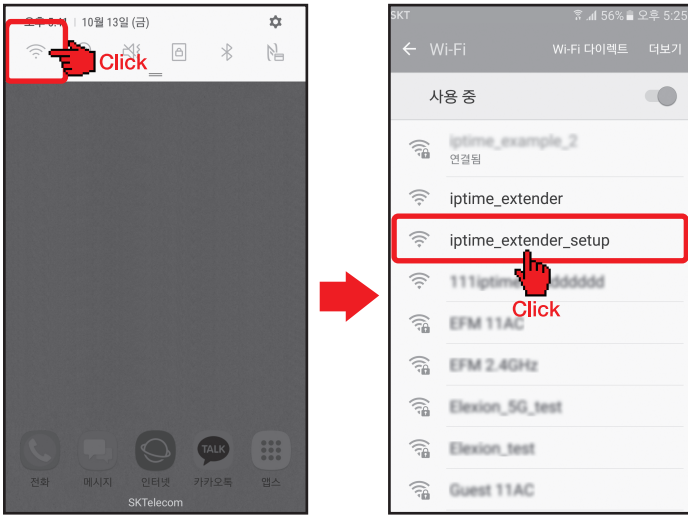 10월 13일 (금)
Click
TALK
전화
메시지
인터넷
카카오톡
앱스
SKTelecom
SKT
56%
오후 5:25
Wi-Fi
Wi-Fi 다이렉트
더보기
사용 중
iptime_example_2
연결됨
iptime_extender
iptime_extender_setup
Click
EFM 11AC
EFM 2.4GHz
Elexion_5G_test
Elexion_test
Guest 11AC